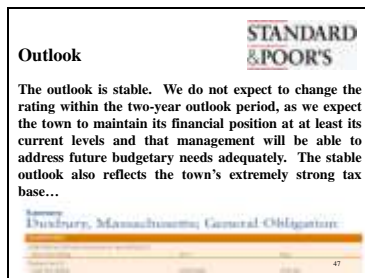 STANDARD
&POOR'S
Outlook
The outlook is stable. We do not expect to change the
rating within the two-year outlook period, as we expect
the town to maintain its financial position at at least its
current levels and that management will be able to
address future budgetary needs adequately. The stable
outlook also reflects the town's extremely strong tax
base…
Summary:
Duxbury, Massachusetts; General Obligation
47